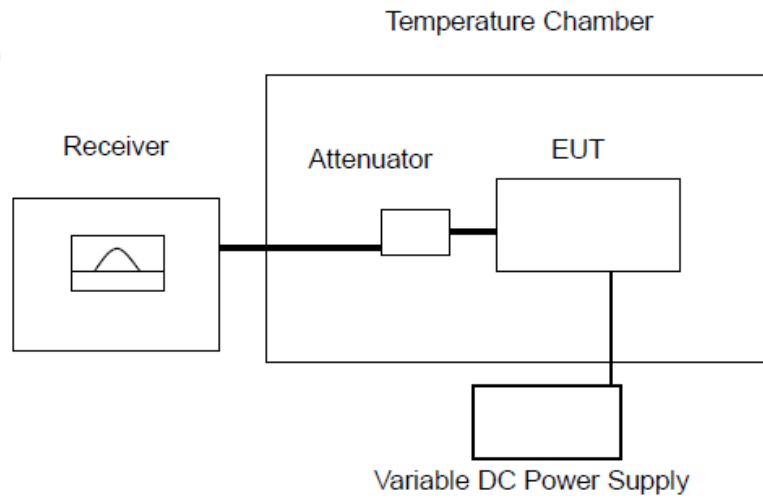 Temperature Chamber
Receiver
Attenuator
EUT
Variable DC Power Supply